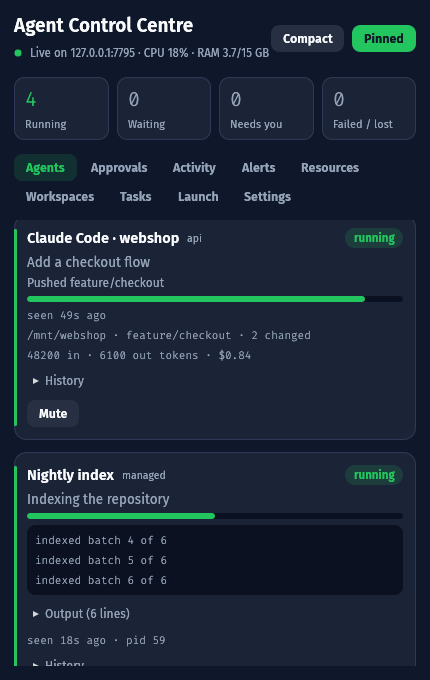 Agent Control Centre
Live on 127.0.0.1:7795 · CPU 18% · RAM 3.7/15 GB
Compact
Pinned
4
Running
0
Waiting
0
Needs you
0
Failed / lost
Agents
Approvals
Activity
Alerts
Resources
Workspaces
Tasks
Launch
Settings
Claude Code · webshop api
running
Add a checkout flow
Pushed feature/checkout
seen 49s ago
/mnt/webshop · feature/checkout · 2 changed
48200 in · 6100 out tokens · $0.84
▸ History
Mute
Nightly index managed
running
Indexing the repository
indexed batch 4 of 6
indexed batch 5 of 6
indexed batch 6 of 6
▸ Output (6 lines)
seen 18s ago · pid 59
▸ History